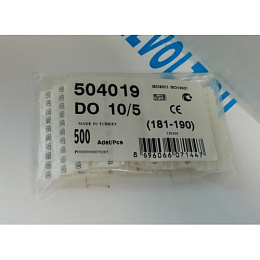 504019
ISO9001 ISO14001
DO 10/5
CE
MADE IN TURKEY
(181-190)
500 Adet/Pcs
8 696066 071447